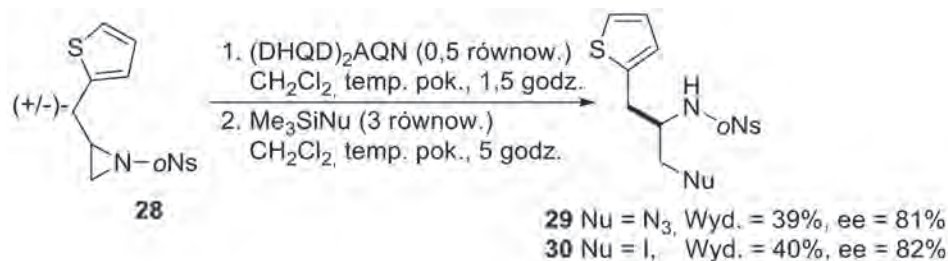 S
(+/-)-
N-oNs
28
1. (DHQD)₂AQN (0,5 równow.)
CH₂Cl₂, temp. pok., 1,5 godz.
2. Me₃SiNu (3 równow.)
CH₂Cl₂, temp. pok., 5 godz.
S
H
N
oNs
Nu
29 Nu = N₃, Wyd. = 39%, ee = 81%
30 Nu = I, Wyd. = 40%, ee = 82%